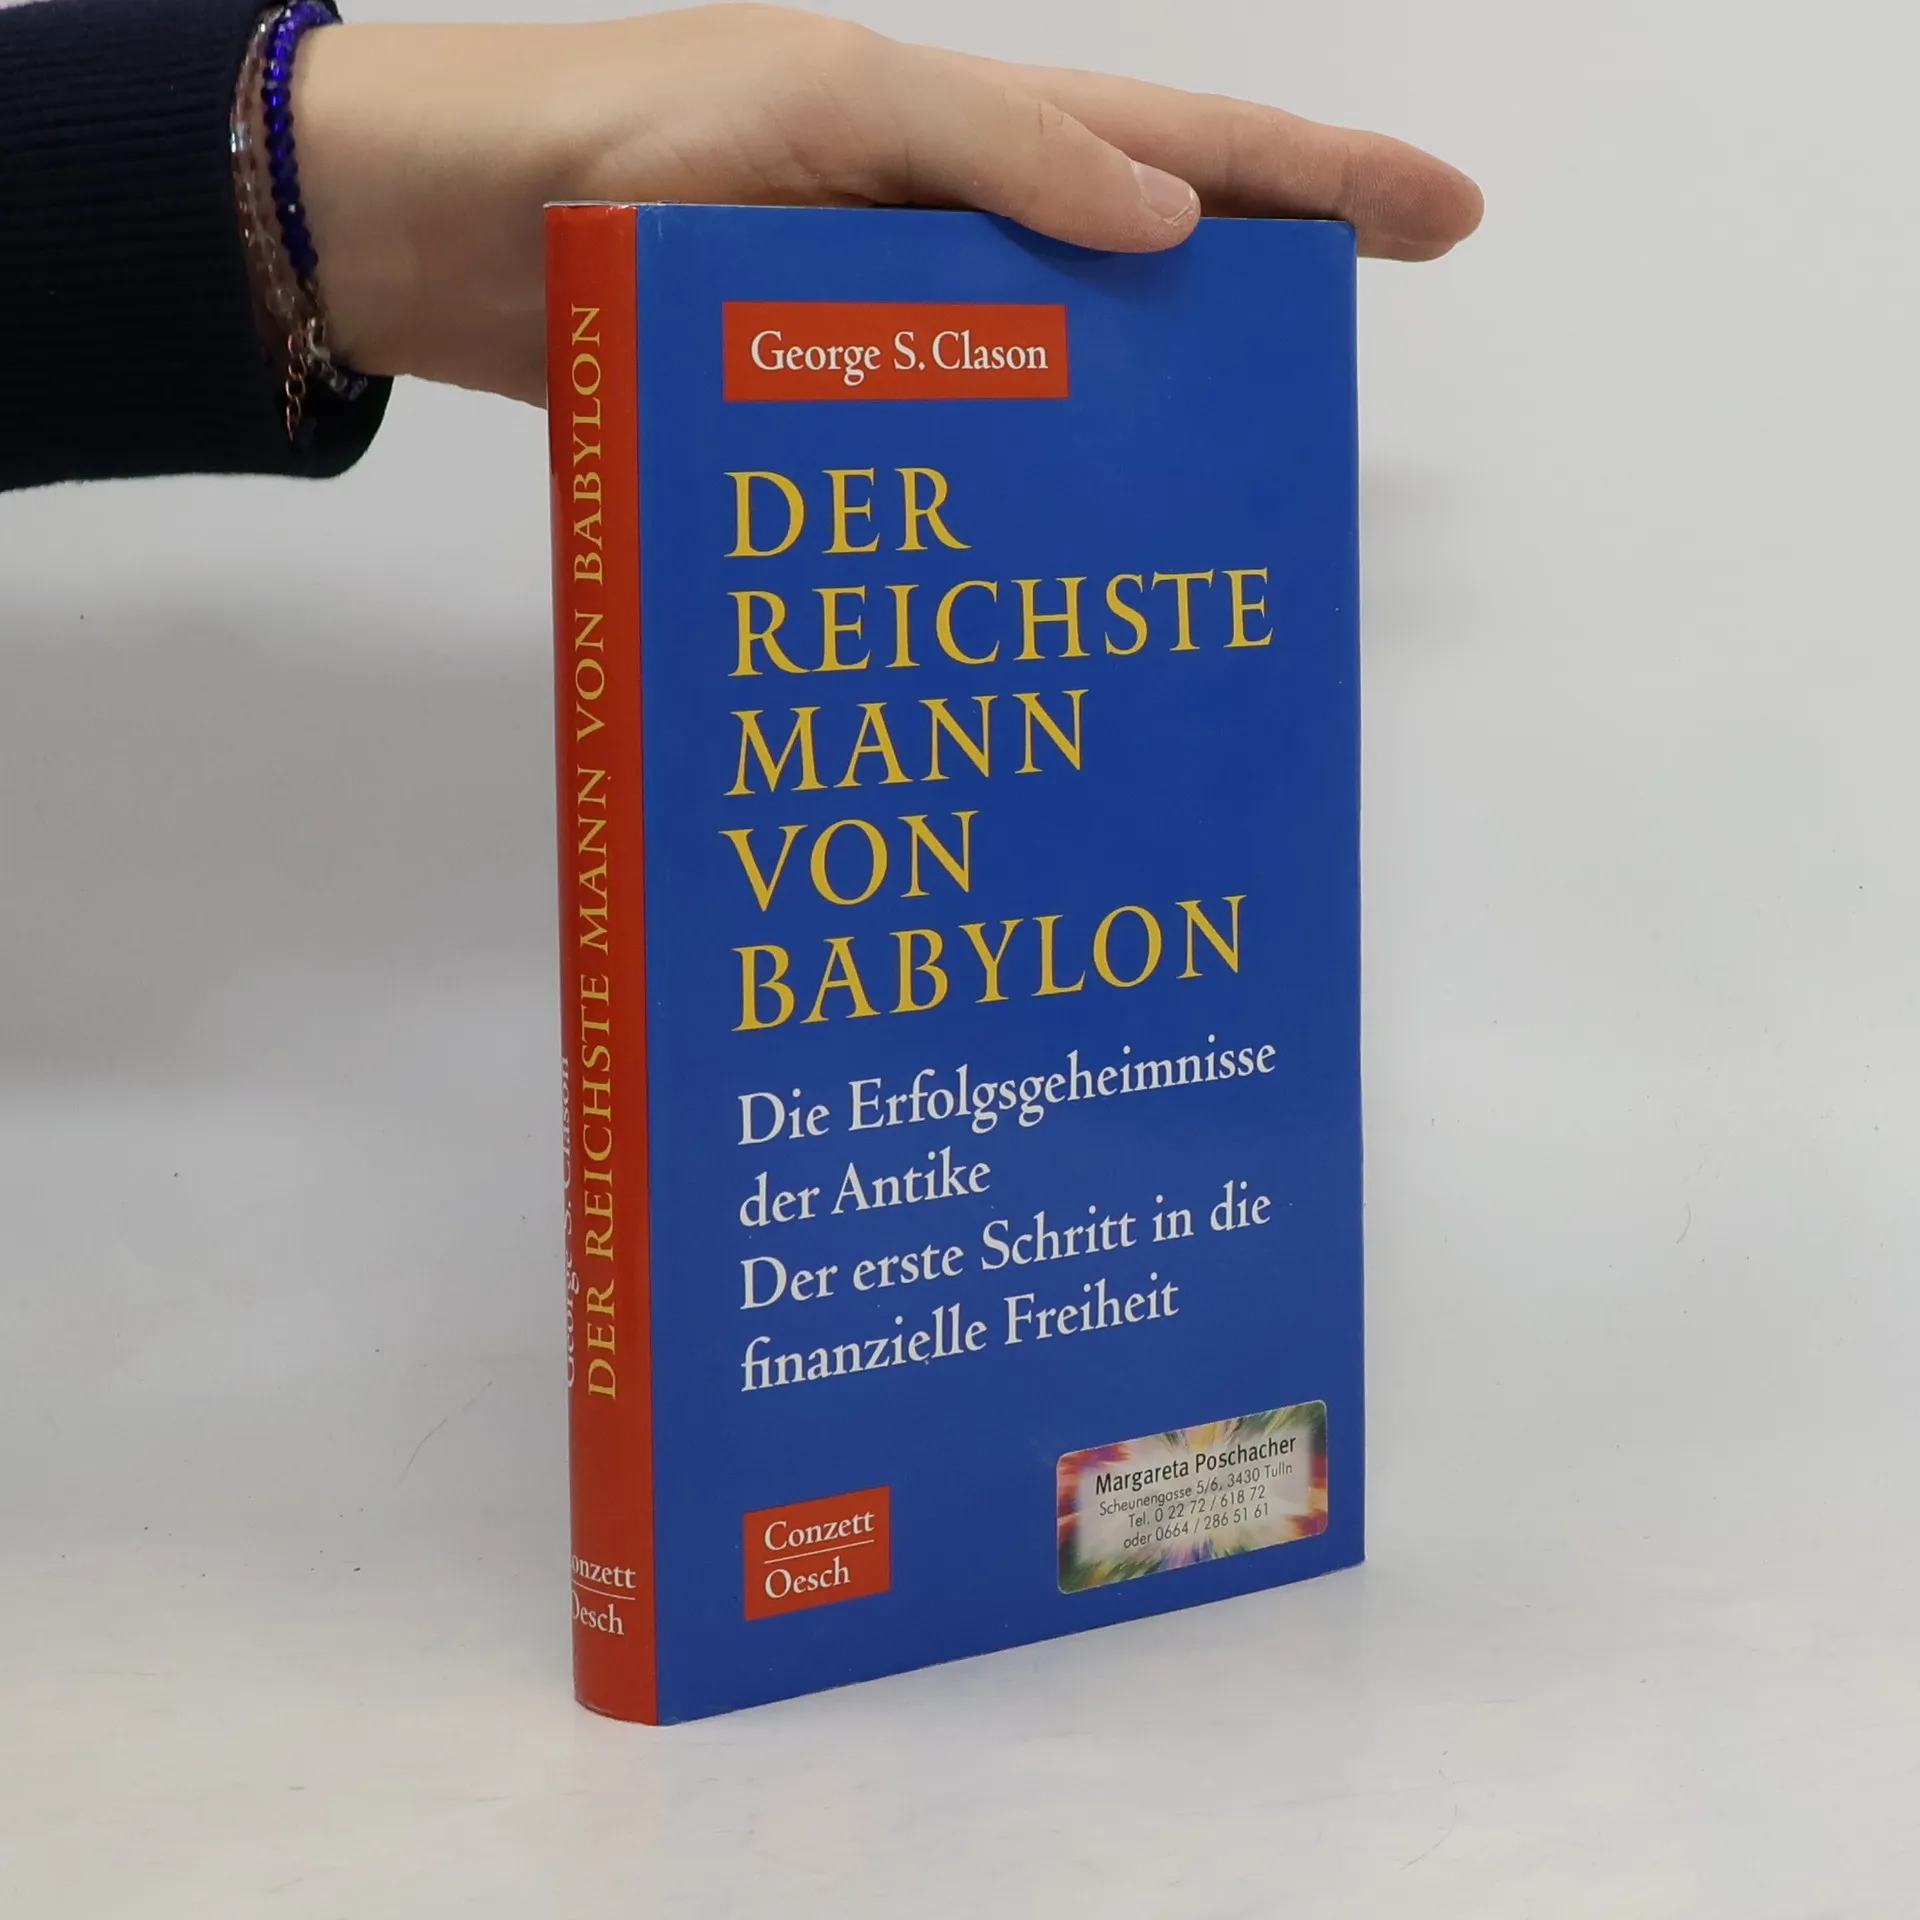 George S. Clason
DER
REICHSTE
MANN
VON
BABYLON
Die Erfolgsgeheimnisse
der Antike
Der erste Schritt in die
finanzielle Freiheit
Conzett
Oesch
Margareta Poschacher
Scheunengasse 5/6, 3430 Tulln
Tel. 0 22 72 / 618 72
oder 0664 / 286 51 61
George S. Clason
DER REICHSTE MANN VON BABYLON
onzett
Oesch